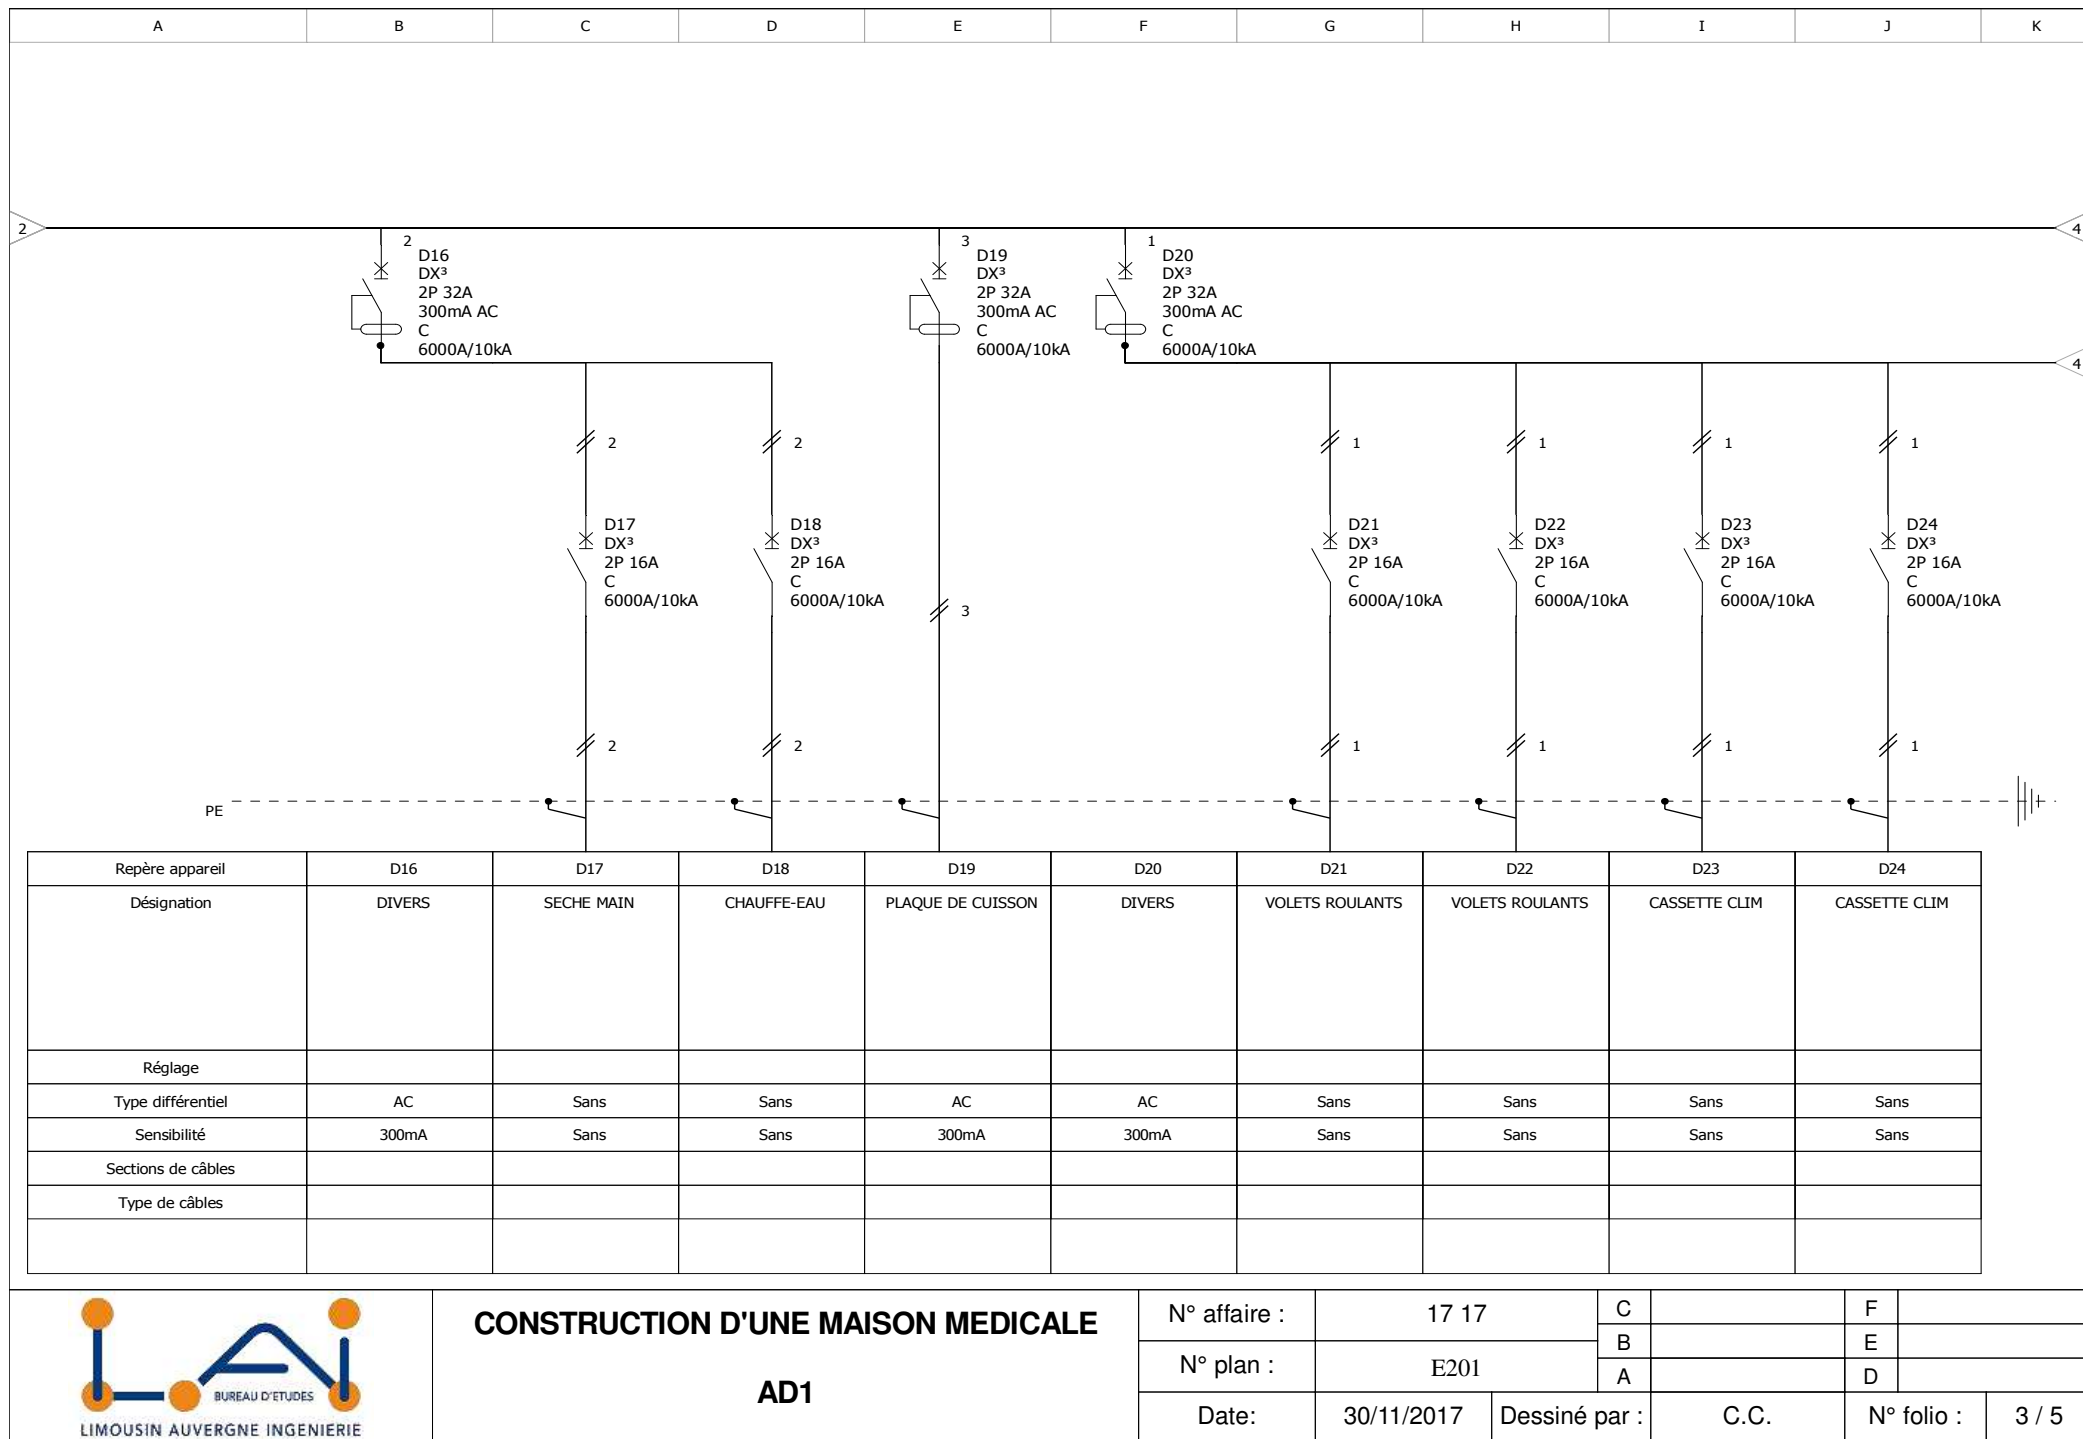 A B C D E F G H I J K
2 4
2 3 1
D16 D19 D20
DX³ DX³ DX³
2P 32A 2P 32A 2P 32A
300mA AC 300mA AC 300mA AC
C C C
6000A/10kA 6000A/10kA 6000A/10kA
4
2 2 1 1 1 1
D17 D18 D21 D22 D23 D24
DX³ DX³ DX³ DX³ DX³ DX³
2P 16A 2P 16A 2P 16A 2P 16A 2P 16A 2P 16A
C C C C C C
6000A/10kA 6000A/10kA 6000A/10kA 6000A/10kA 6000A/10kA 6000A/10kA
3
2 2 1 1 1 1
PE
Repère appareil D16 D17 D18 D19 D20 D21 D22 D23 D24
Désignation DIVERS SECHE MAIN CHAUFFE-EAU PLAQUE DE CUISSON DIVERS VOLETS ROULANTS VOLETS ROULANTS CASSETTE CLIM CASSETTE CLIM
Réglage
Type différentiel AC Sans Sans AC AC Sans Sans Sans Sans
Sensibilité 300mA Sans Sans 300mA 300mA Sans Sans Sans Sans
Sections de câbles
Type de câbles
LAI
BUREAU D'ETUDES
LIMOUSIN AUVERGNE INGENIERIE
CONSTRUCTION D'UNE MAISON MEDICALE
AD1
N° affaire : 17 17 C F
B E
N° plan : E201
A D
Date: 30/11/2017 Dessiné par : C.C. N° folio : 3 / 5